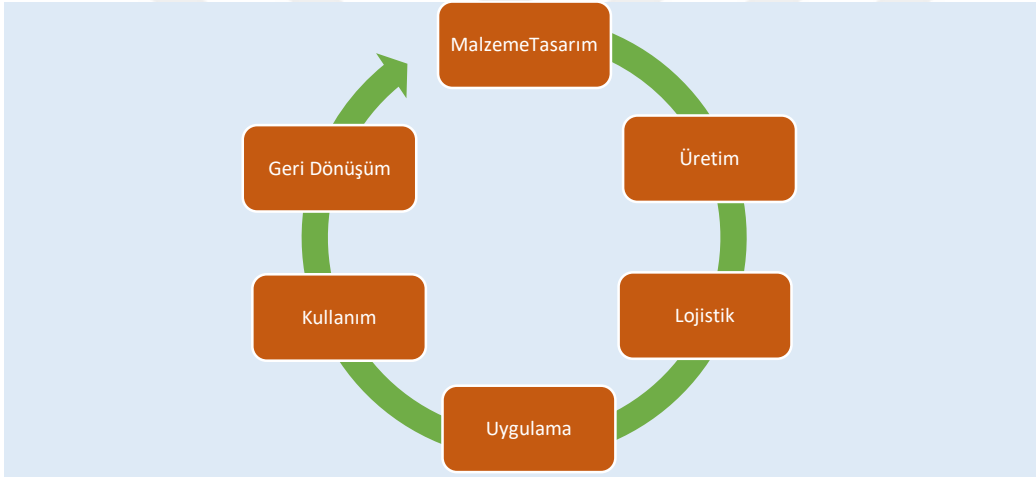 MalzemeTasarım
Üretim
Lojistik
Uygulama
Kullanım
Geri Dönüşüm